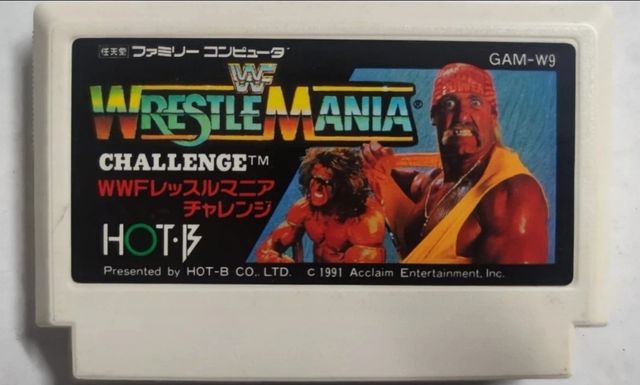 任天堂 ファミリー コンピュータ™
GAM-W9
WF
WRESTLEMANIA®
CHALLENGE™
WWFレッスルマニア
チャレンジ
HOT·B
Presented by HOT-B CO., LTD. © 1991 Acclaim Entertainment, Inc.